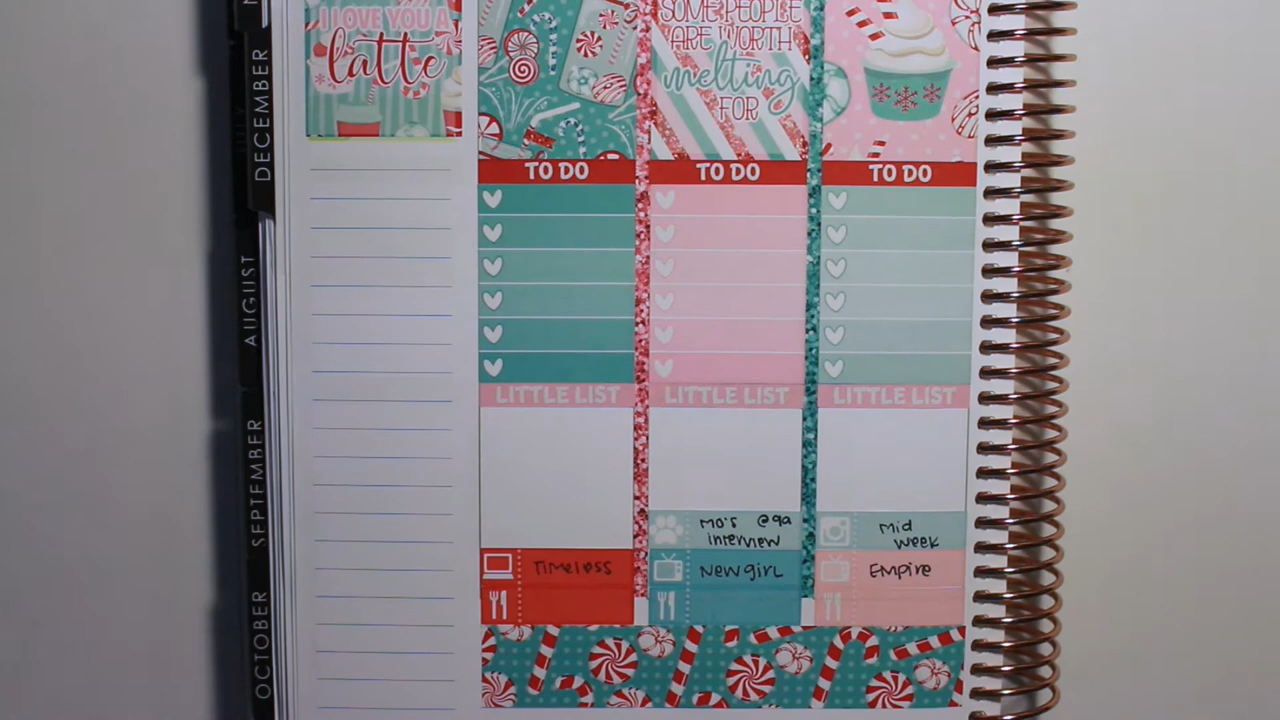 DECEMBER
AUGUST
SEPTEMBER
OCTOBER
I LOVE YOU A
latte
SOME PEOPLE
ARE WORTH
melting
FOR
TO DO
TO DO
TO DO
LITTLE LIST
LITTLE LIST
LITTLE LIST
TIMELESS
MO'S @9a
INTERVIEW
NEW GIRL
MID
WEEK
EMPIRE